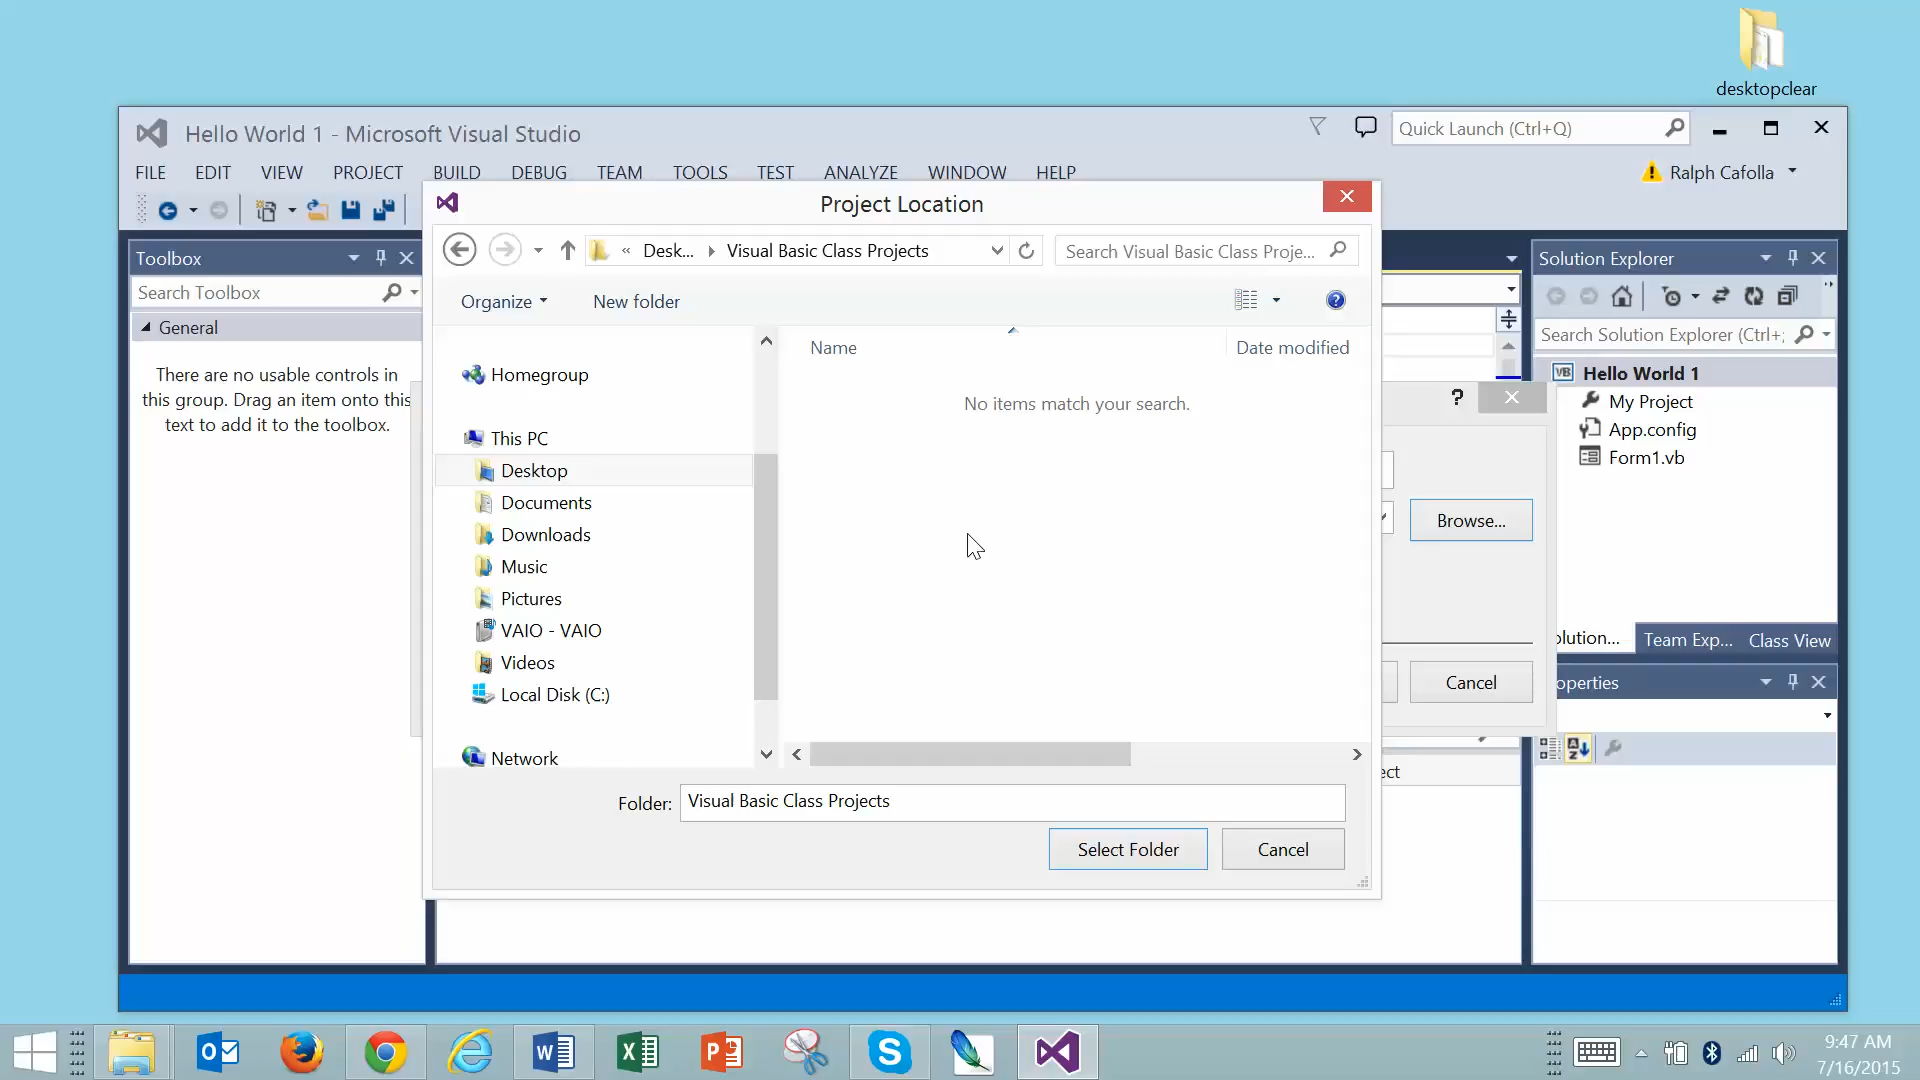 desktopclear
Hello World 1 - Microsoft Visual Studio
Quick Launch (Ctrl+Q)
FILE EDIT VIEW PROJECT BUILD DEBUG TEAM TOOLS TEST ANALYZE WINDOW HELP
Ralph Cafolla
Project Location
Desk... Visual Basic Class Projects
Search Visual Basic Class Proje...
Organize New folder
Name Date modified
No items match your search.
Homegroup
This PC
Desktop
Documents
Downloads
Music
Pictures
VAIO - VAIO
Videos
Local Disk (C:)
Network
Folder: Visual Basic Class Projects
Select Folder Cancel
Toolbox
Search Toolbox
General
There are no usable controls in
this group. Drag an item onto this
text to add it to the toolbox.
?
Browse...
Cancel
ect
Solution Explorer
Search Solution Explorer (Ctrl+;
VB Hello World 1
My Project
App.config
Form1.vb
olution... Team Exp... Class View
operties
9:47 AM
7/16/2015